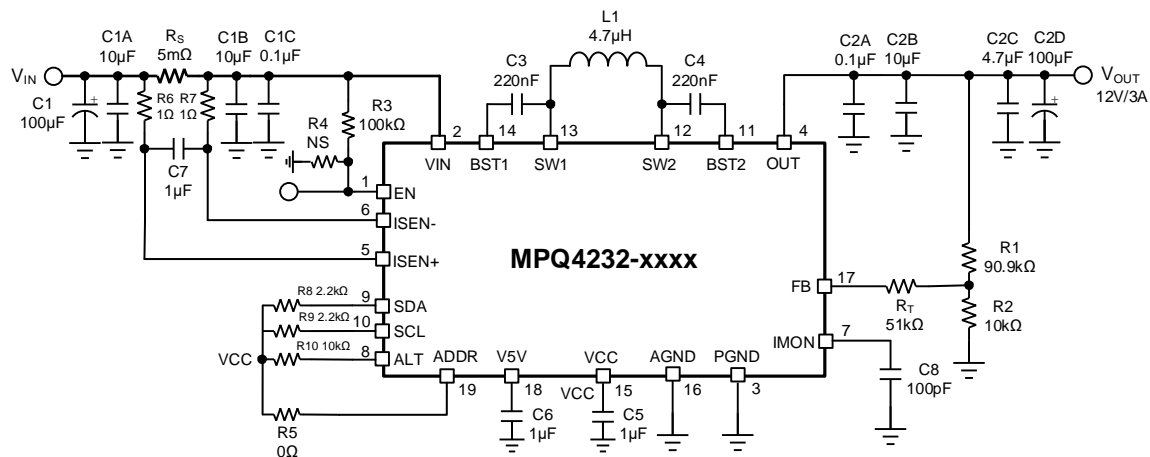 L1
4.7µH
C1A
10µF
RS
5mΩ
C1B
10µF
C1C
0.1µF
C3
220nF
C4
220nF
C2A
0.1µF
C2B
10µF
C2C
4.7µF
C2D
100µF
VIN
VOUT
12V/3A
C1
100µF
+
R6
1Ω
R7
1Ω
R3
100kΩ
R4
NS
C7
1µF
+
2
14
13
12
11
4
VIN
BST1
SW1
SW2
BST2
OUT
1
EN
6
ISEN-
5
ISEN+
MPQ4232-xxxx
R1
90.9kΩ
FB
17
RT
51kΩ
R2
10kΩ
R8 2.2kΩ
9
SDA
R9 2.2kΩ
10
SCL
IMON
7
VCC
R10 10kΩ
8
ALT
ADDR
V5V
VCC
AGND
PGND
C8
100pF
19
18
VCC
15
16
3
R5
0Ω
C6
1µF
C5
1µF